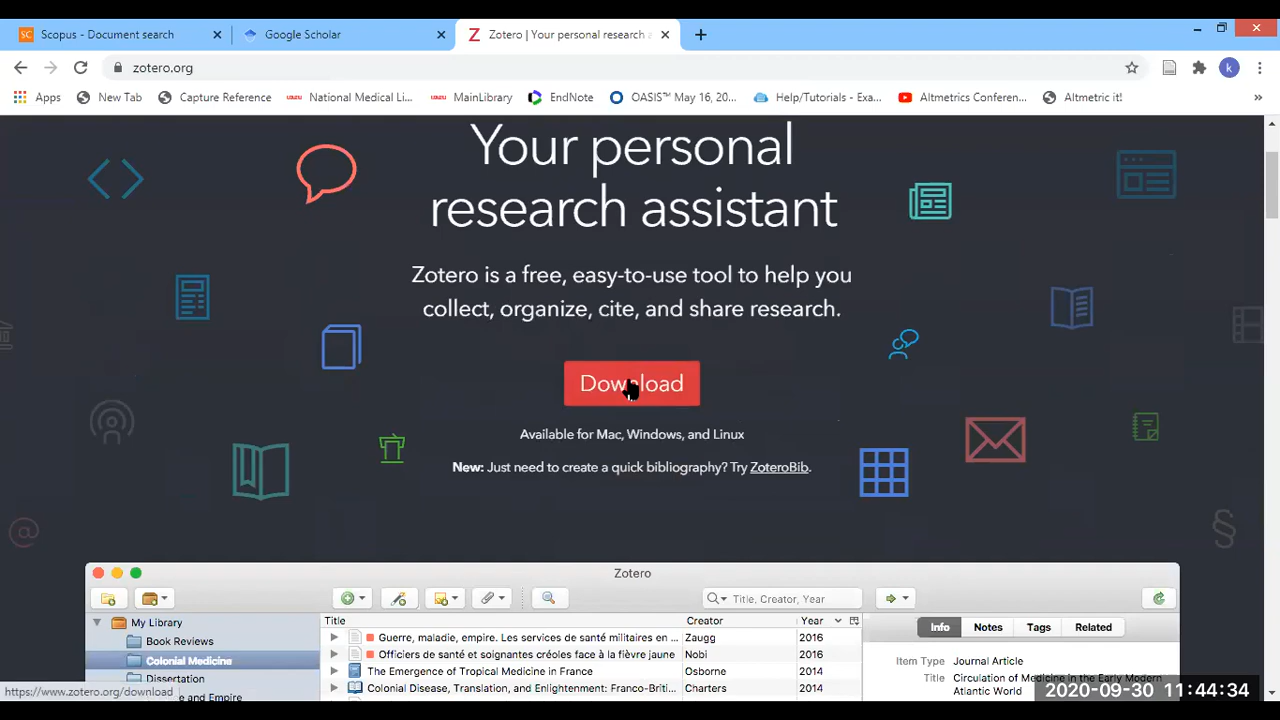 SC Scopus - Document search
Google Scholar
Z Zotero | Your personal research a
zotero.org
k
Apps
New Tab
Capture Reference
National Medical Li...
MainLibrary
EndNote
OASIS™ May 16, 20...
Help/Tutorials - Exa...
Altmetrics Conferen...
Altmetric it!
»
Your personal
research assistant
Zotero is a free, easy-to-use tool to help you
collect, organize, cite, and share research.
Download
Available for Mac, Windows, and Linux
New: Just need to create a quick bibliography? Try ZoteroBib.
Zotero
Title, Creator, Year
My Library
Book Reviews
Colonial Medicine
Dissertation
e and Empire
Title Creator Year
Guerre, maladie, empire. Les services de santé militaires en ... Zaugg 2016
Officiers de santé et soignantes créoles face à la fièvre jaune Nobi 2016
The Emergence of Tropical Medicine in France Osborne 2014
Colonial Disease, Translation, and Enlightenment: Franco-Briti... Charters 2014
Info Notes Tags Related
Item Type Journal Article
Title Circulation of Medicine in the Early Modern
Atlantic World
https://www.zotero.org/download
2020-09-30 11:44:34